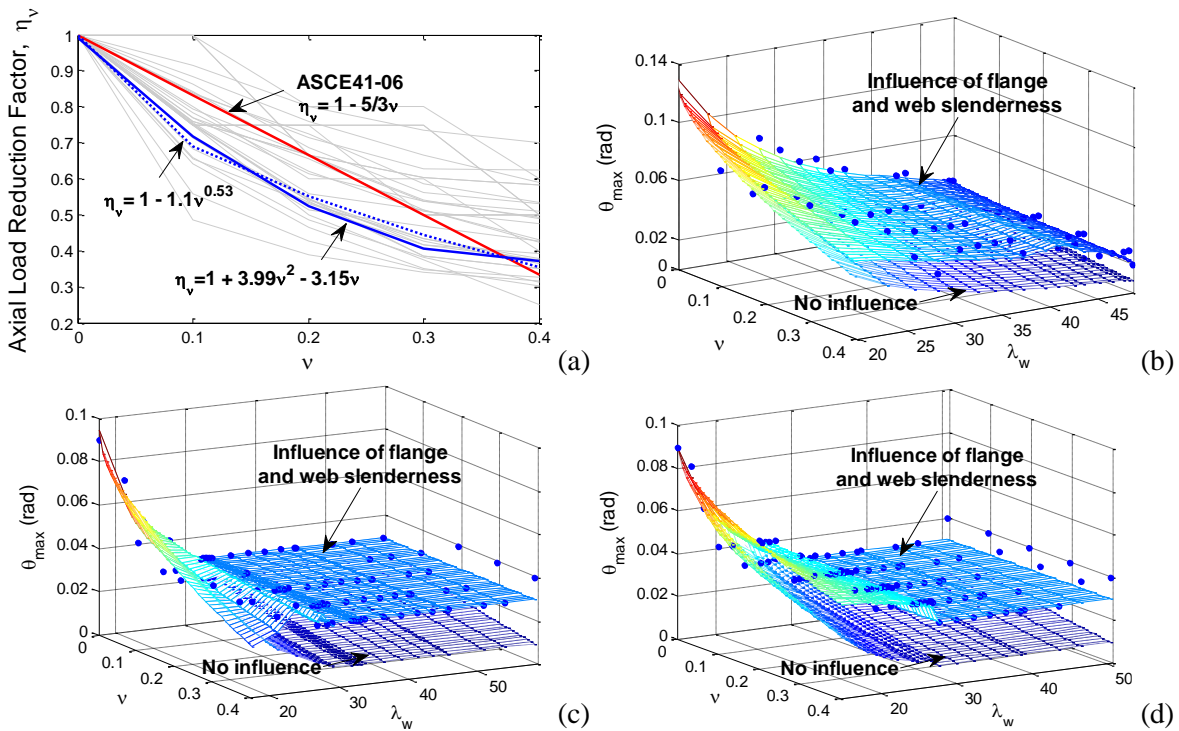 Axial Load Reduction Factor, ην
1
0.9
0.8
0.7
0.6
0.5
0.4
0.3
0.2
0
0.1
0.2
0.3
0.4
ν
ASCE41-06
ην = 1 - 5/3ν
ην = 1 - 1.1ν^0.53
ην = 1 + 3.99ν^2 - 3.15ν
(a)
θmax (rad)
0.14
0.1
0.06
0.02
0
0
0.1
0.2
0.3
0.4
ν
20
25
30
35
40
45
λw
Influence of flange
and web slenderness
No influence
(b)
θmax (rad)
0.1
0.08
0.06
0.04
0.02
0
0
0.1
0.2
0.3
0.4
ν
20
30
40
50
λw
Influence of flange
and web slenderness
No influence
(c)
θmax (rad)
0.1
0.08
0.06
0.04
0.02
0
0
0.1
0.2
0.3
0.4
ν
20
30
40
50
λw
Influence of flange
and web slenderness
No influence
(d)